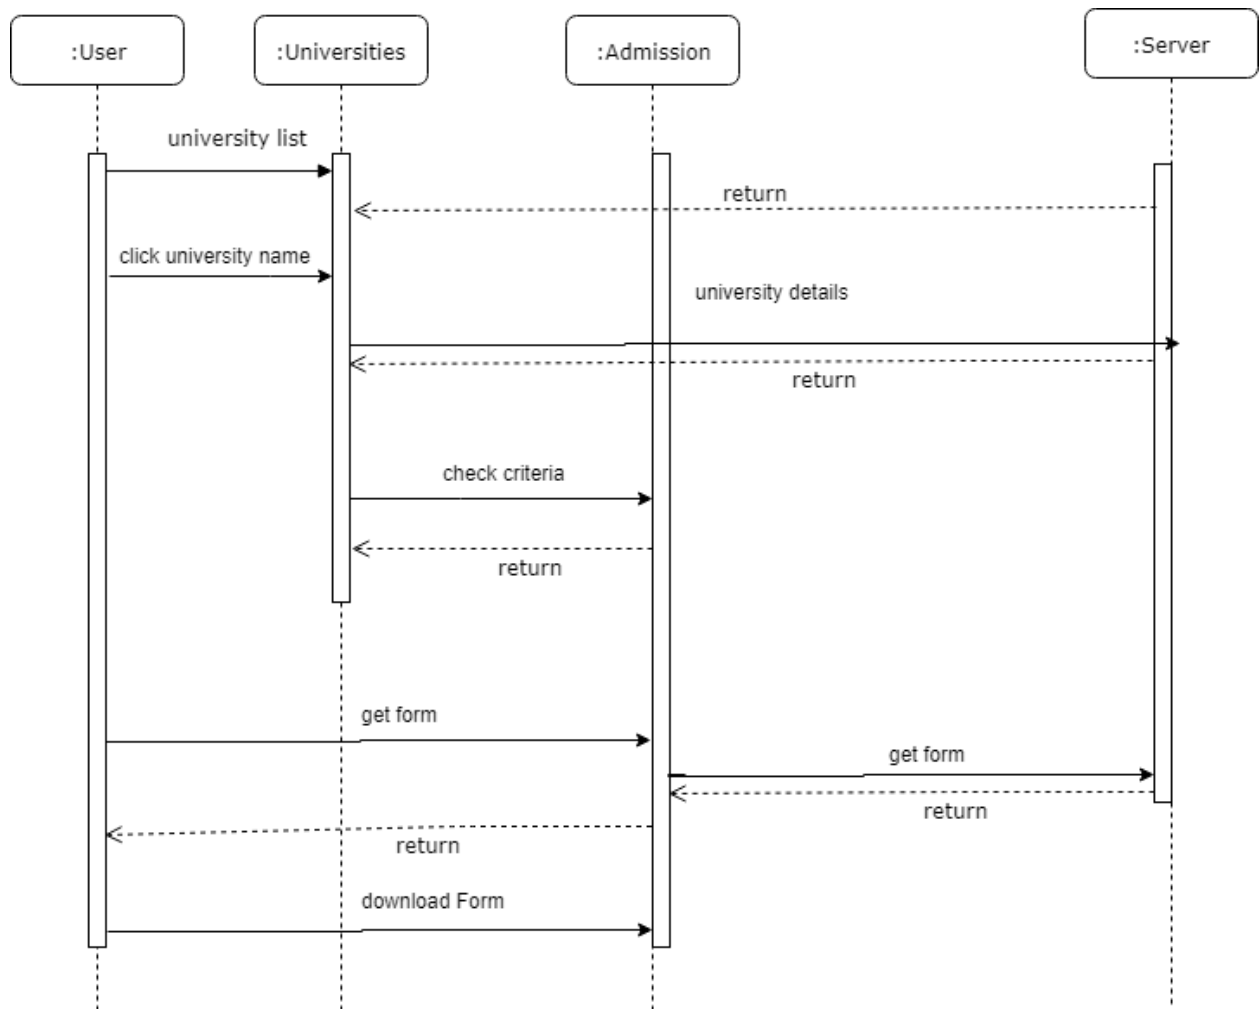 :User
:Universities
:Admission
:Server
university list
return
click university name
university details
return
check criteria
return
get form
get form
return
return
download Form